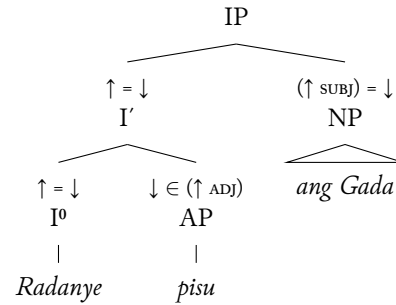 IP
↑ = ↓ (↑ SUBJ) = ↓
I′ NP
↑ = ↓ ↓ ∈ (↑ ADJ) ang Gada
I⁰ AP
Radanye pisu